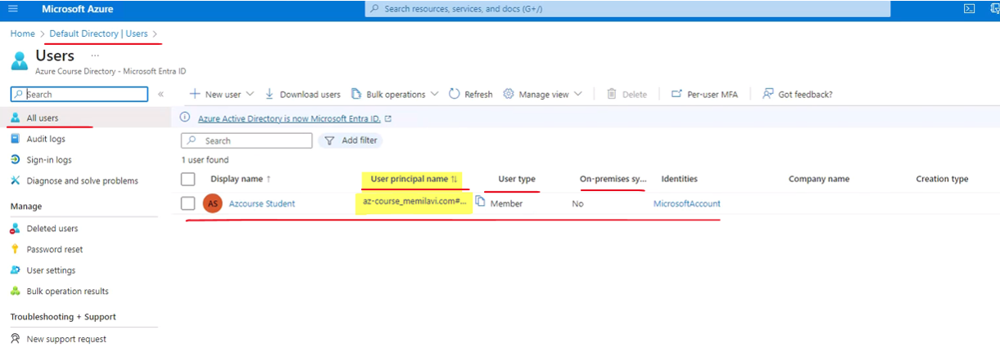 Microsoft Azure
Search resources, services, and docs (G+/)
Home > Default Directory | Users >
Users ...
Azure Course Directory - Microsoft Entra ID
Search «
New user Download users Bulk operations Refresh Manage view Delete Per-user MFA Got feedback?
All users
Audit logs
Sign-in logs
Diagnose and solve problems
Manage
Deleted users
Password reset
User settings
Bulk operation results
Troubleshooting + Support
New support request
Azure Active Directory is now Microsoft Entra ID.
Search Add filter
1 user found
Display name ↑ User principal name ↑↓ User type On-premises sy... Identities Company name Creation type
AS Azcourse Student az-course_memilavi.com#... Member No MicrosoftAccount